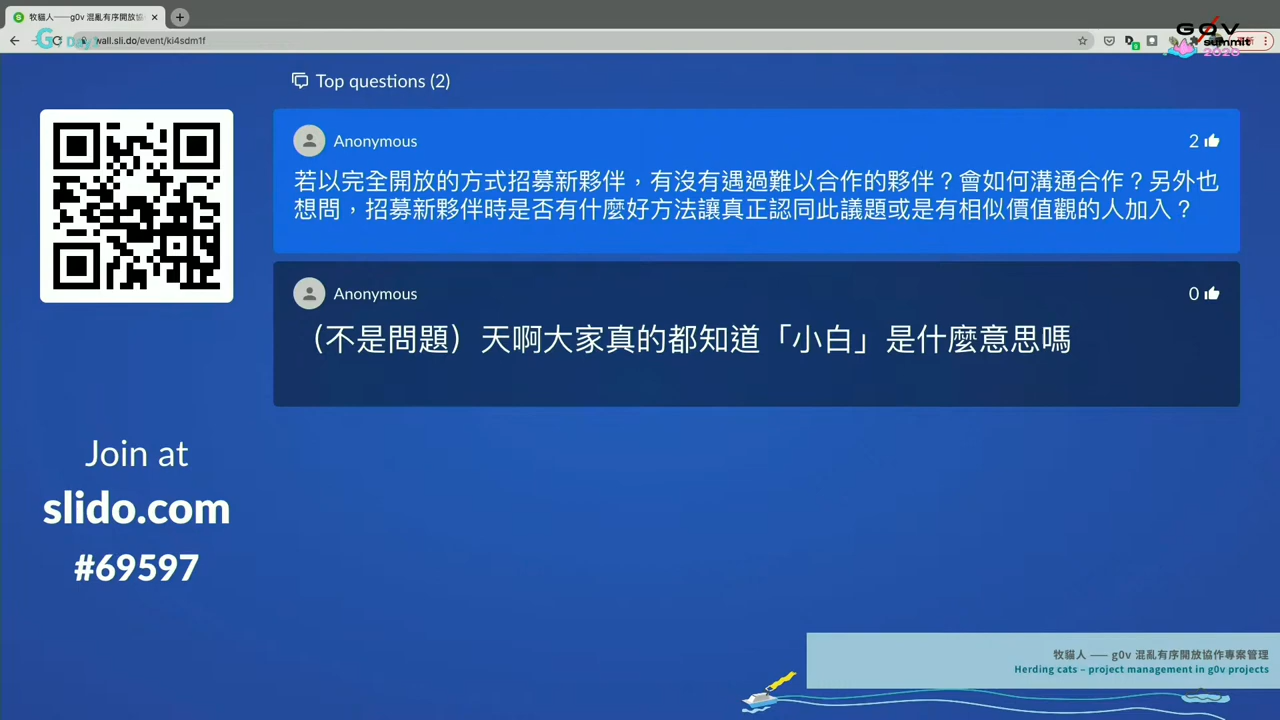 牧貓人——g0v 混亂有序開放協
wall.sli.do/event/ki4sdm1f
G0V
summit
2020
Top questions (2)
Anonymous
2
若以完全開放的方式招募新夥伴，有沒有遇過難以合作的夥伴？會如何溝通合作？另外也
想問，招募新夥伴時是否有什麼好方法讓真正認同此議題或是有相似價值觀的人加入？
Anonymous
0
（不是問題）天啊大家真的都知道「小白」是什麼意思嗎
Join at
slido.com
#69597
牧貓人 —— g0v 混亂有序開放協作專案管理
Herding cats – project management in g0v projects